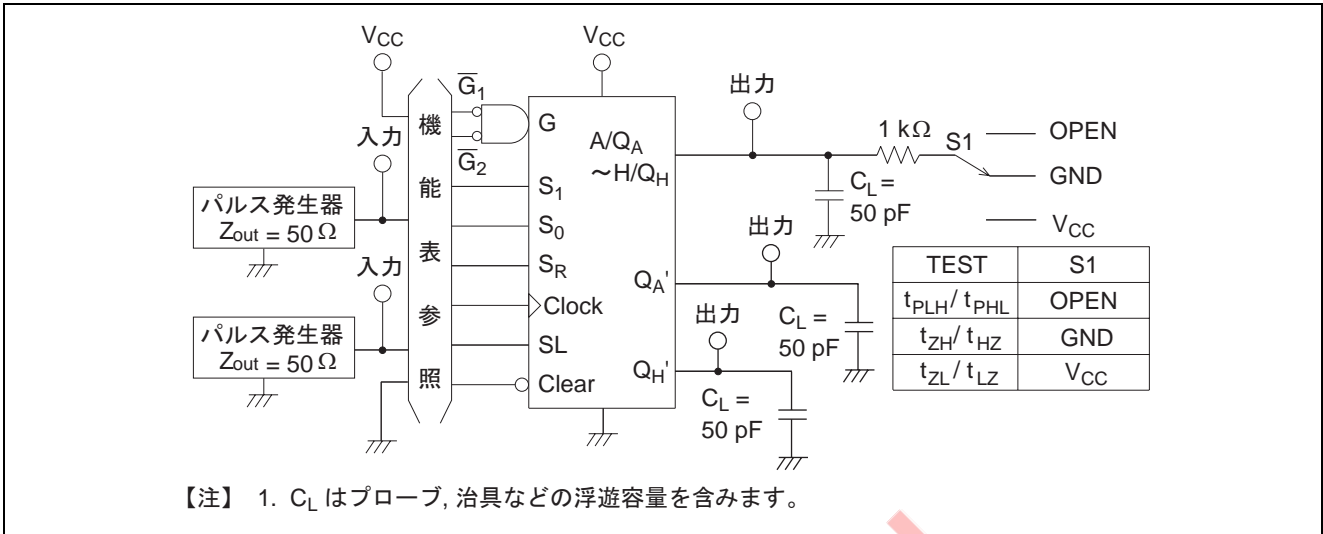 VCC
VCC
G1
G2
機能表参照
入力
パルス発生器
Zout = 50 Ω
入力
パルス発生器
Zout = 50 Ω
G
S1
S0
SR
Clock
SL
Clear
A/QA
～H/QH
QA'
QH'
出力
1 kΩ
S1
OPEN
GND
VCC
CL =
50 pF
出力
CL =
50 pF
出力
CL =
50 pF
TEST S1
tPLH/ tPHL OPEN
tZH/ tHZ GND
tZL/ tLZ VCC
【注】 1. CL はプローブ, 治具などの浮遊容量を含みます。